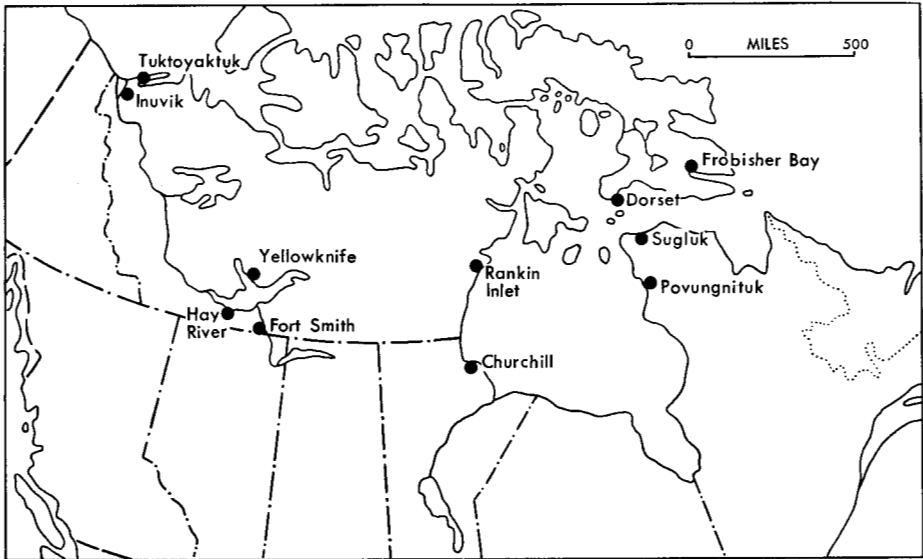 0 MILES 500
Tuktoyaktuk
Inuvik
Frobisher Bay
Dorset
Sugluk
Yellowknife
Rankin
Inlet
Povungnituk
Hay
River
Fort Smith
Churchill